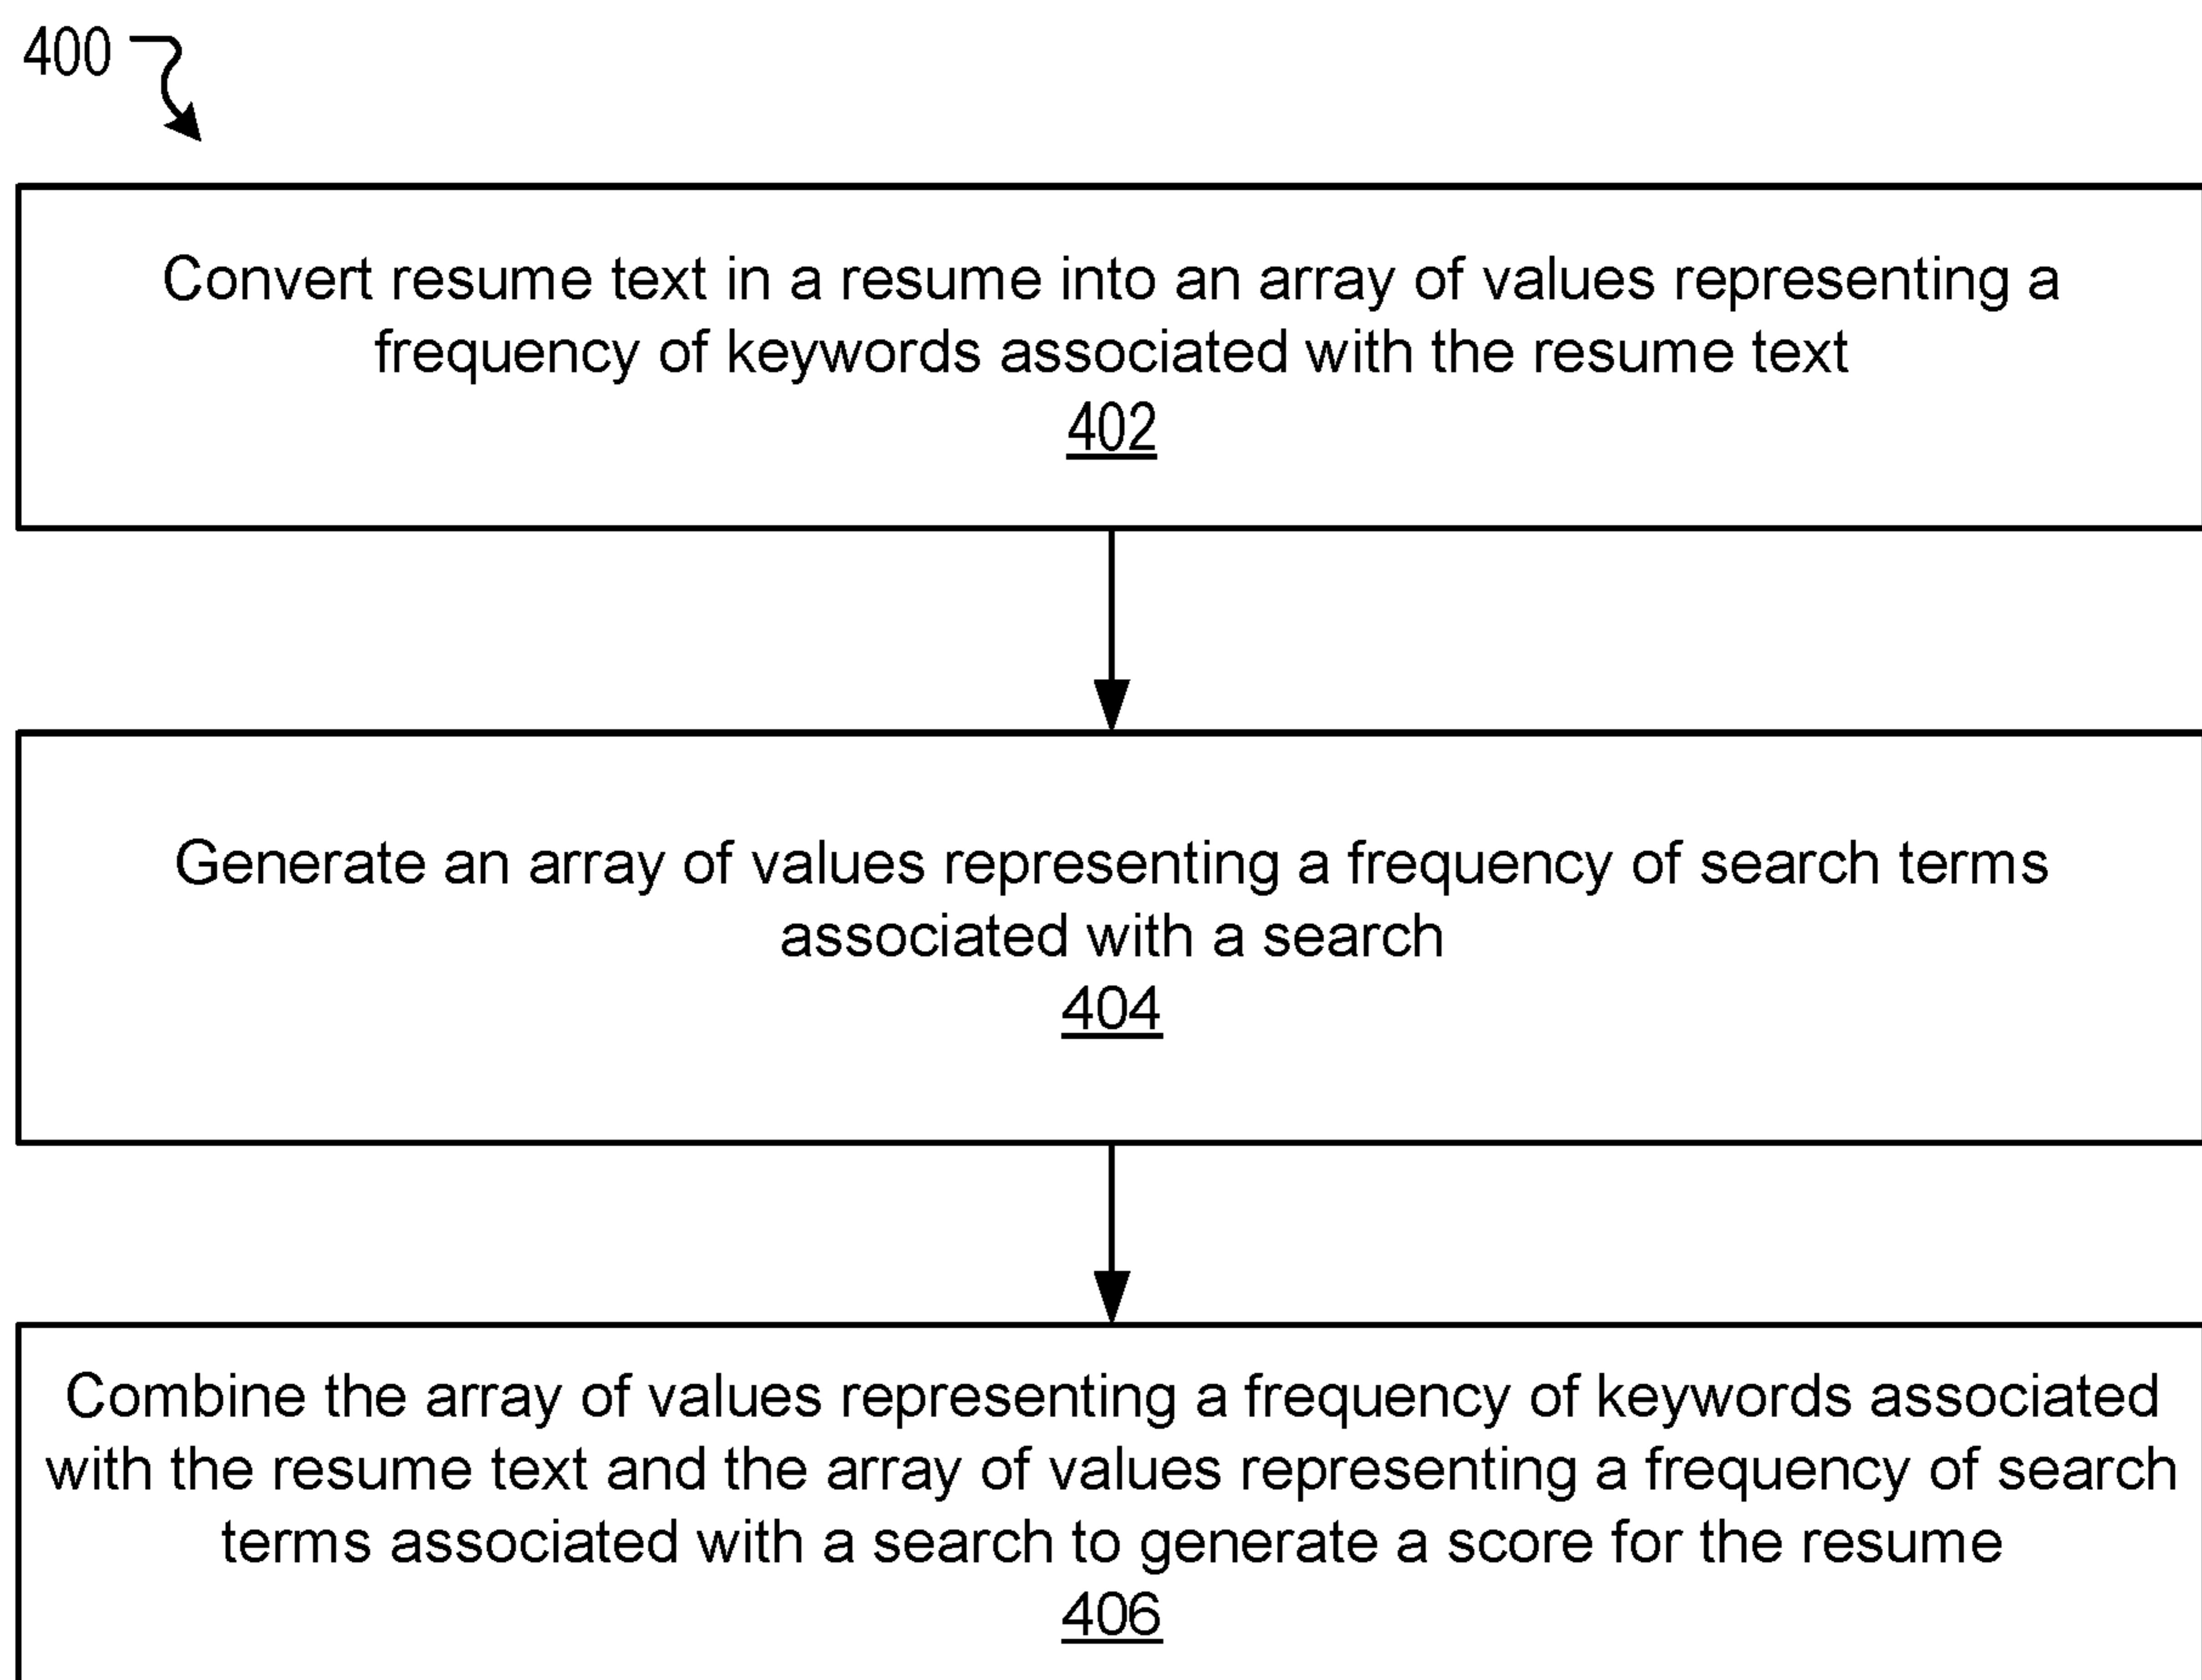 400
Convert resume text in a resume into an array of values representing a
frequency of keywords associated with the resume text
402
Generate an array of values representing a frequency of search terms
associated with a search
404
Combine the array of values representing a frequency of keywords associated
with the resume text and the array of values representing a frequency of search
terms associated with a search to generate a score for the resume
406